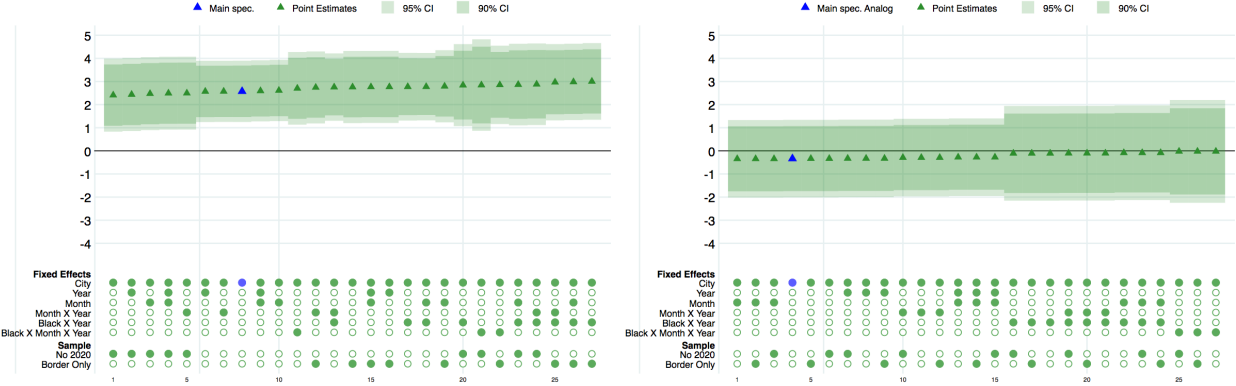 Main spec. Point Estimates 95% CI 90% CI
5
4
3
2
1
0
-1
-2
-3
-4
Fixed Effects
City
Year
Month
Month X Year
Black X Year
Black X Month X Year
Sample
No 2020
Border Only
1 5 10 15 20 25
Main spec. Analog Point Estimates 95% CI 90% CI
5
4
3
2
1
0
-1
-2
-3
-4
Fixed Effects
City
Year
Month
Month X Year
Black X Year
Black X Month X Year
Sample
No 2020
Border Only
1 5 10 15 20 25